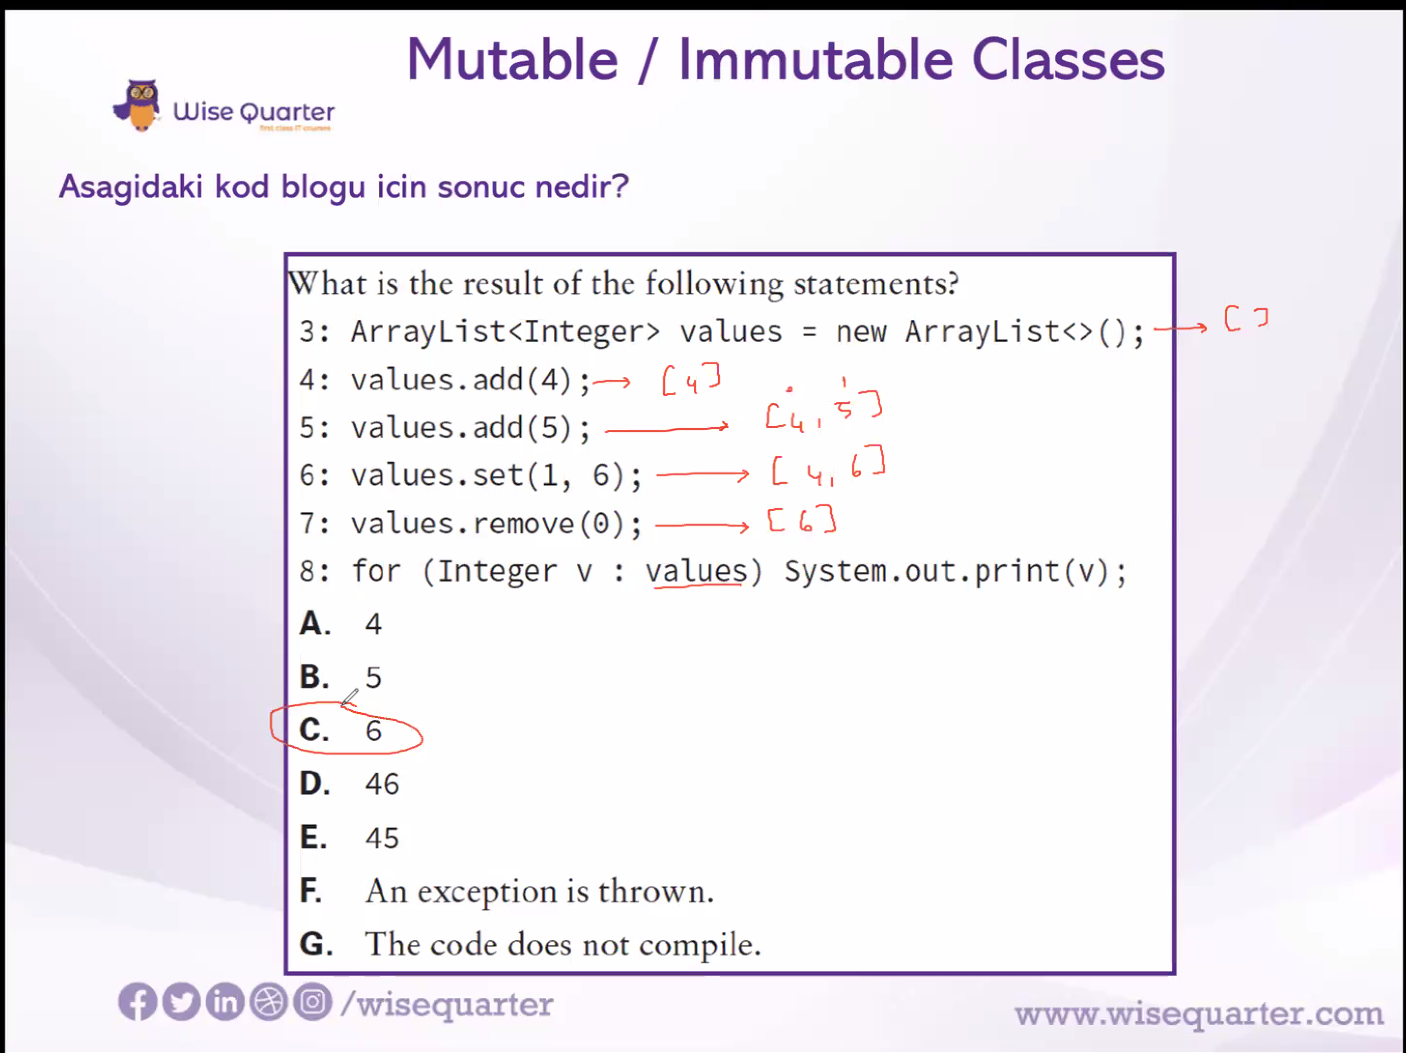 Mutable / Immutable Classes
Wise Quarter
first class IT courses
Asagidaki kod blogu icin sonuc nedir?
What is the result of the following statements?
3: ArrayList<Integer> values = new ArrayList<>(); → [ ]
4: values.add(4); → [4]
0 1
5: values.add(5); → [4, 5]
6: values.set(1, 6); → [4, 6]
7: values.remove(0); → [6]
8: for (Integer v : values) System.out.print(v);
A. 4
B. 5
C. 6
D. 46
E. 45
F. An exception is thrown.
G. The code does not compile.
/wisequarter
www.wisequarter.com